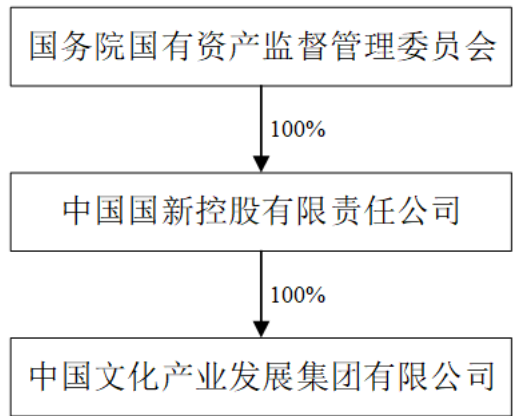 国务院国有资产监督管理委员会
100%
中国国新控股有限责任公司
100%
中国文化产业发展集团有限公司